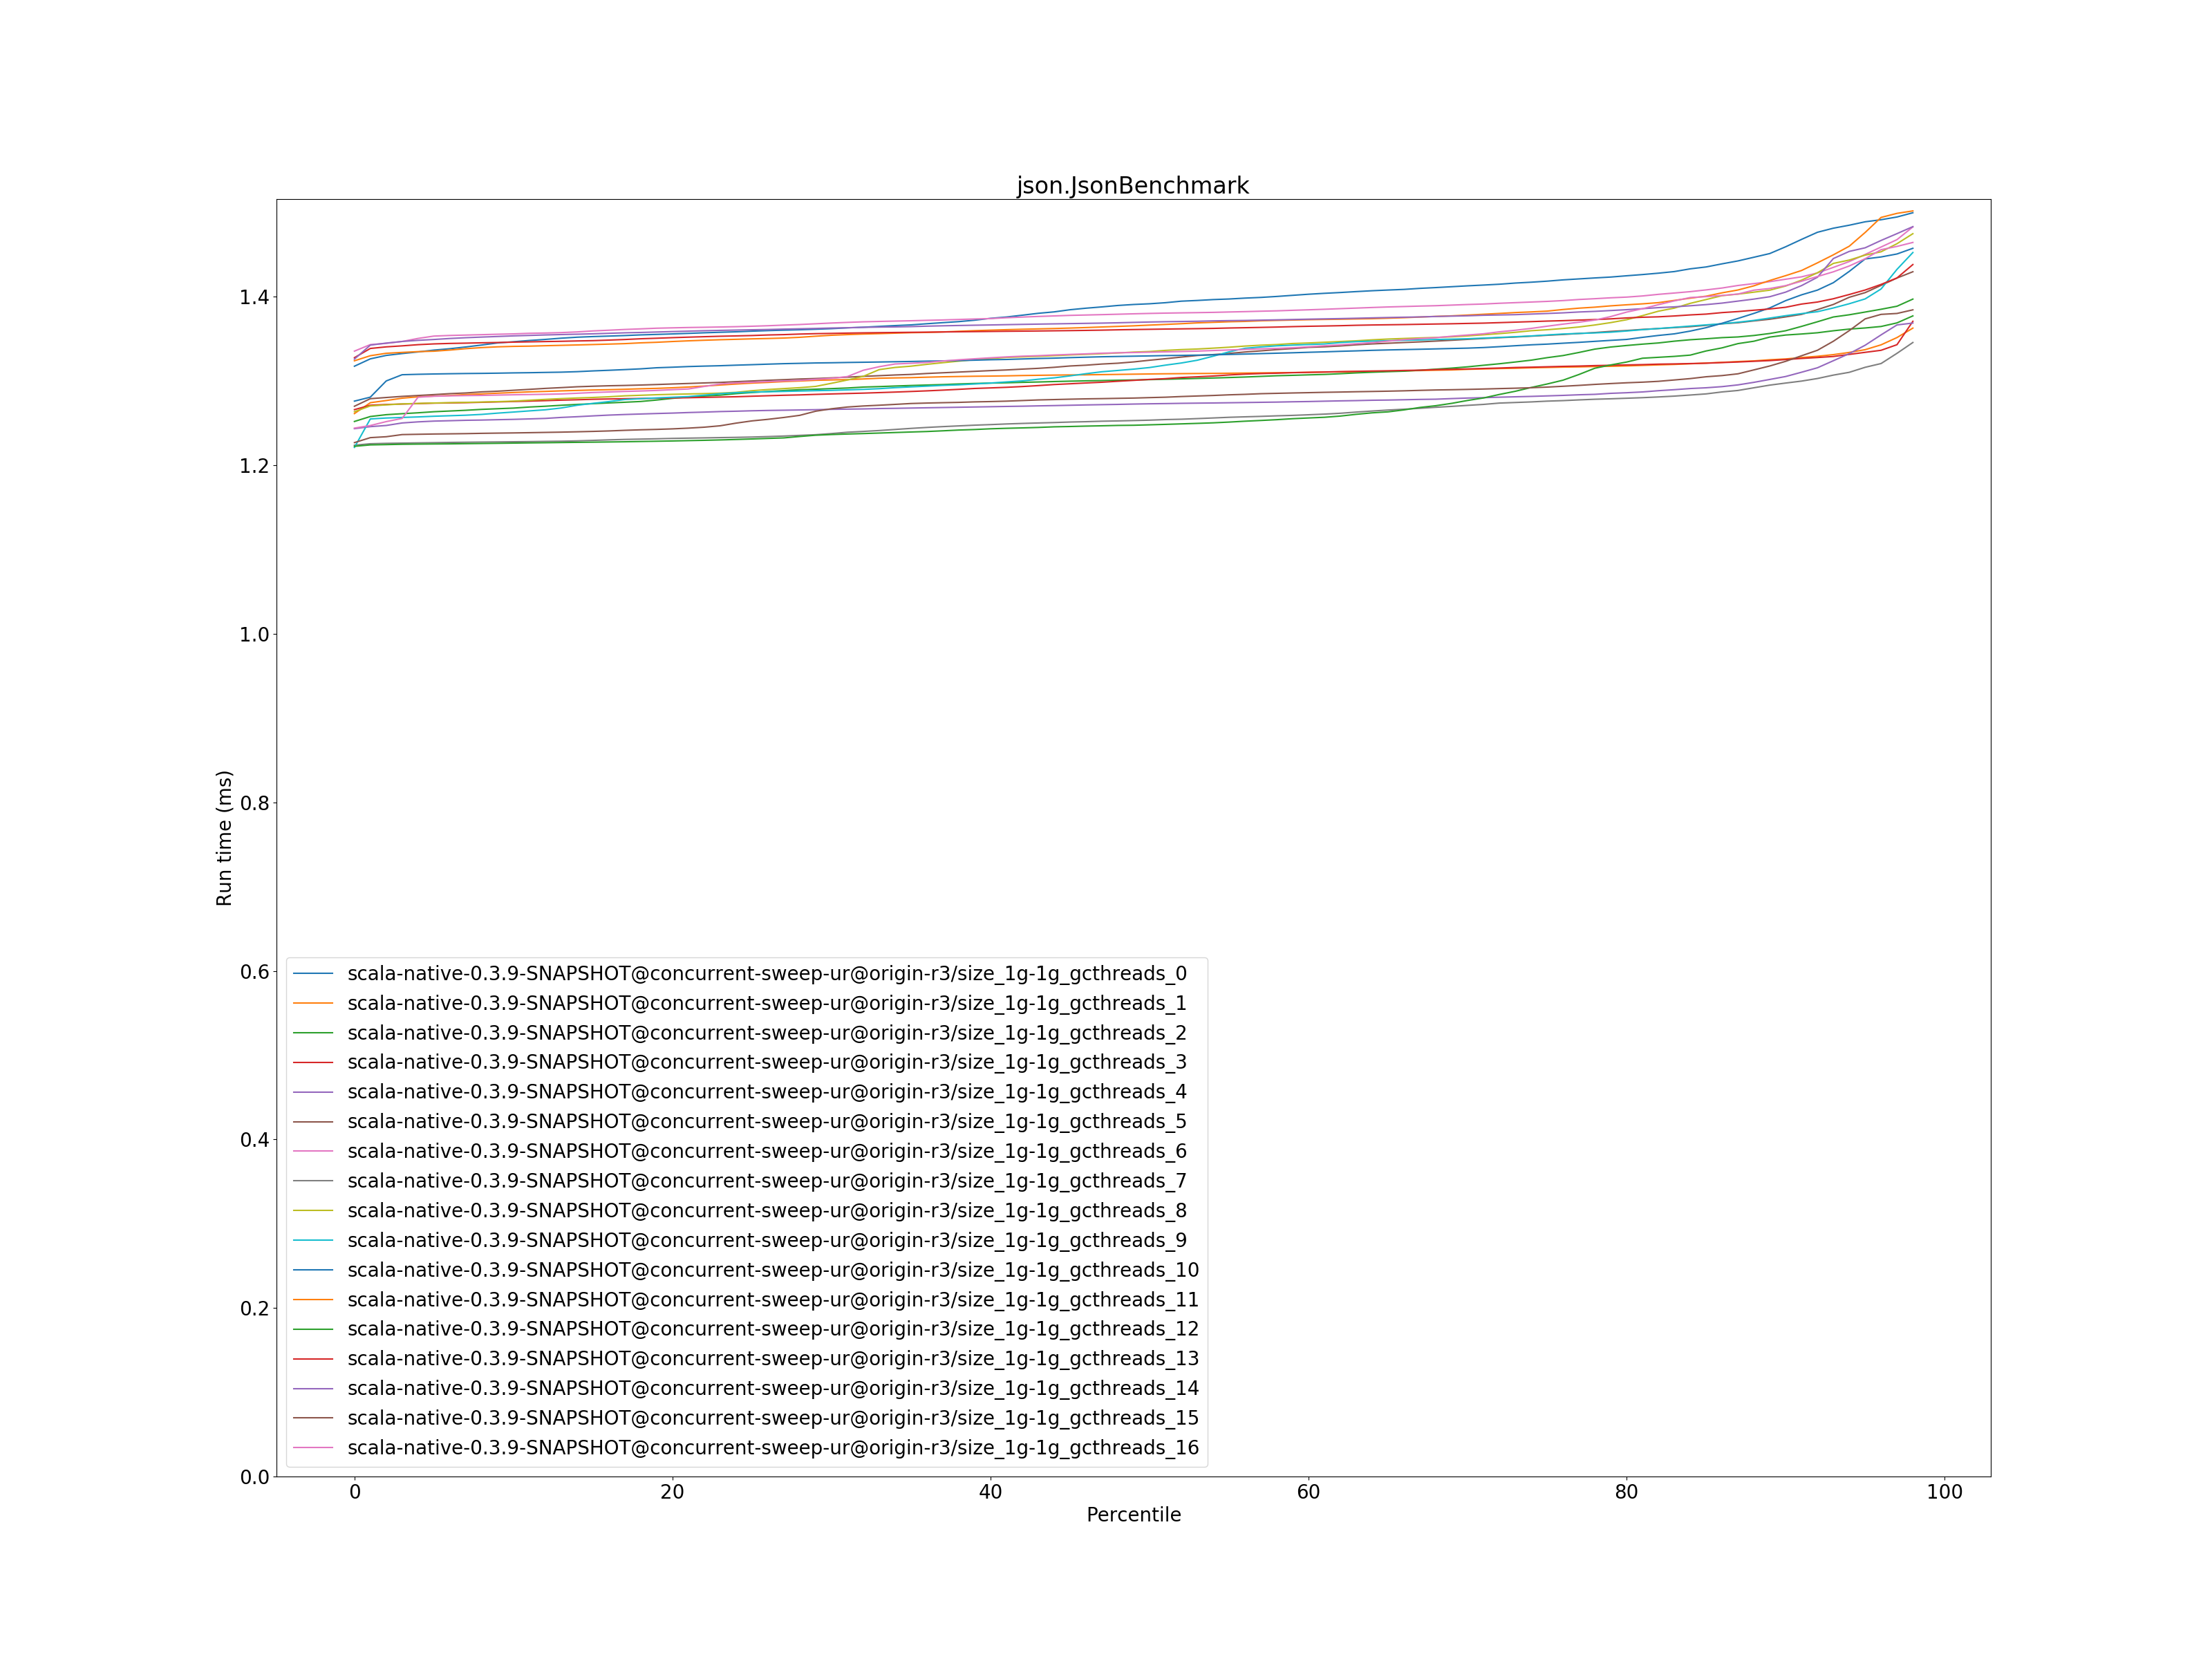 json.JsonBenchmark
1.4
1.2
1.0
0.8
0.6
0.4
0.2
0.0
Run time (ms)
scala-native-0.3.9-SNAPSHOT@concurrent-sweep-ur@origin-r3/size_1g-1g_gcthreads_0
scala-native-0.3.9-SNAPSHOT@concurrent-sweep-ur@origin-r3/size_1g-1g_gcthreads_1
scala-native-0.3.9-SNAPSHOT@concurrent-sweep-ur@origin-r3/size_1g-1g_gcthreads_2
scala-native-0.3.9-SNAPSHOT@concurrent-sweep-ur@origin-r3/size_1g-1g_gcthreads_3
scala-native-0.3.9-SNAPSHOT@concurrent-sweep-ur@origin-r3/size_1g-1g_gcthreads_4
scala-native-0.3.9-SNAPSHOT@concurrent-sweep-ur@origin-r3/size_1g-1g_gcthreads_5
scala-native-0.3.9-SNAPSHOT@concurrent-sweep-ur@origin-r3/size_1g-1g_gcthreads_6
scala-native-0.3.9-SNAPSHOT@concurrent-sweep-ur@origin-r3/size_1g-1g_gcthreads_7
scala-native-0.3.9-SNAPSHOT@concurrent-sweep-ur@origin-r3/size_1g-1g_gcthreads_8
scala-native-0.3.9-SNAPSHOT@concurrent-sweep-ur@origin-r3/size_1g-1g_gcthreads_9
scala-native-0.3.9-SNAPSHOT@concurrent-sweep-ur@origin-r3/size_1g-1g_gcthreads_10
scala-native-0.3.9-SNAPSHOT@concurrent-sweep-ur@origin-r3/size_1g-1g_gcthreads_11
scala-native-0.3.9-SNAPSHOT@concurrent-sweep-ur@origin-r3/size_1g-1g_gcthreads_12
scala-native-0.3.9-SNAPSHOT@concurrent-sweep-ur@origin-r3/size_1g-1g_gcthreads_13
scala-native-0.3.9-SNAPSHOT@concurrent-sweep-ur@origin-r3/size_1g-1g_gcthreads_14
scala-native-0.3.9-SNAPSHOT@concurrent-sweep-ur@origin-r3/size_1g-1g_gcthreads_15
scala-native-0.3.9-SNAPSHOT@concurrent-sweep-ur@origin-r3/size_1g-1g_gcthreads_16
0 20 40 60 80 100
Percentile